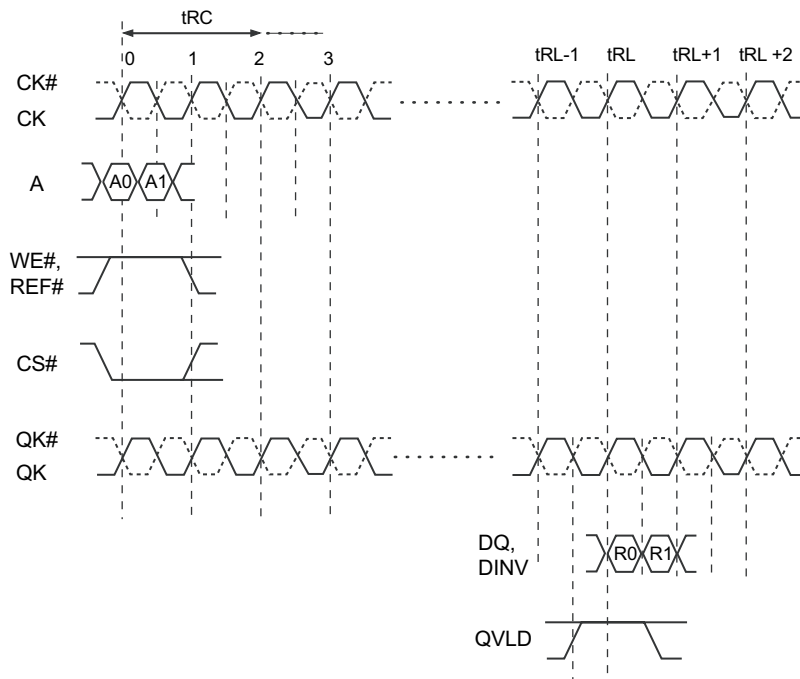 tRC
0 1 2 3 tRL-1 tRL tRL+1 tRL +2
CK#
CK
A A0 A1
WE#,
REF#
CS#
QK#
QK
DQ,
DINV R0 R1
QVLD